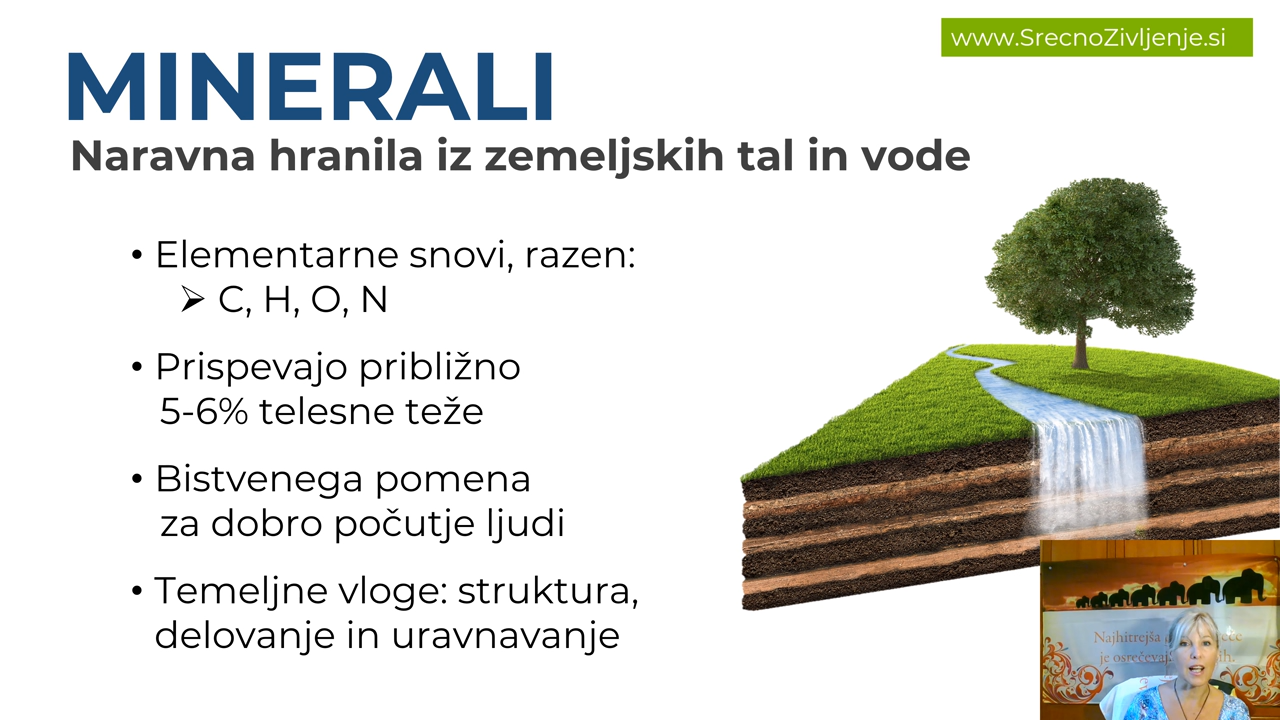 www.SrecnoZivljenje.si
MINERALI
Naravna hranila iz zemeljskih tal in vode
• Elementarne snovi, razen:
➢ C, H, O, N
• Prispevajo približno
5-6% telesne teže
• Bistvenega pomena
za dobro počutje ljudi
• Temeljne vloge: struktura,
delovanje in uravnavanje
Najhitrejša
je